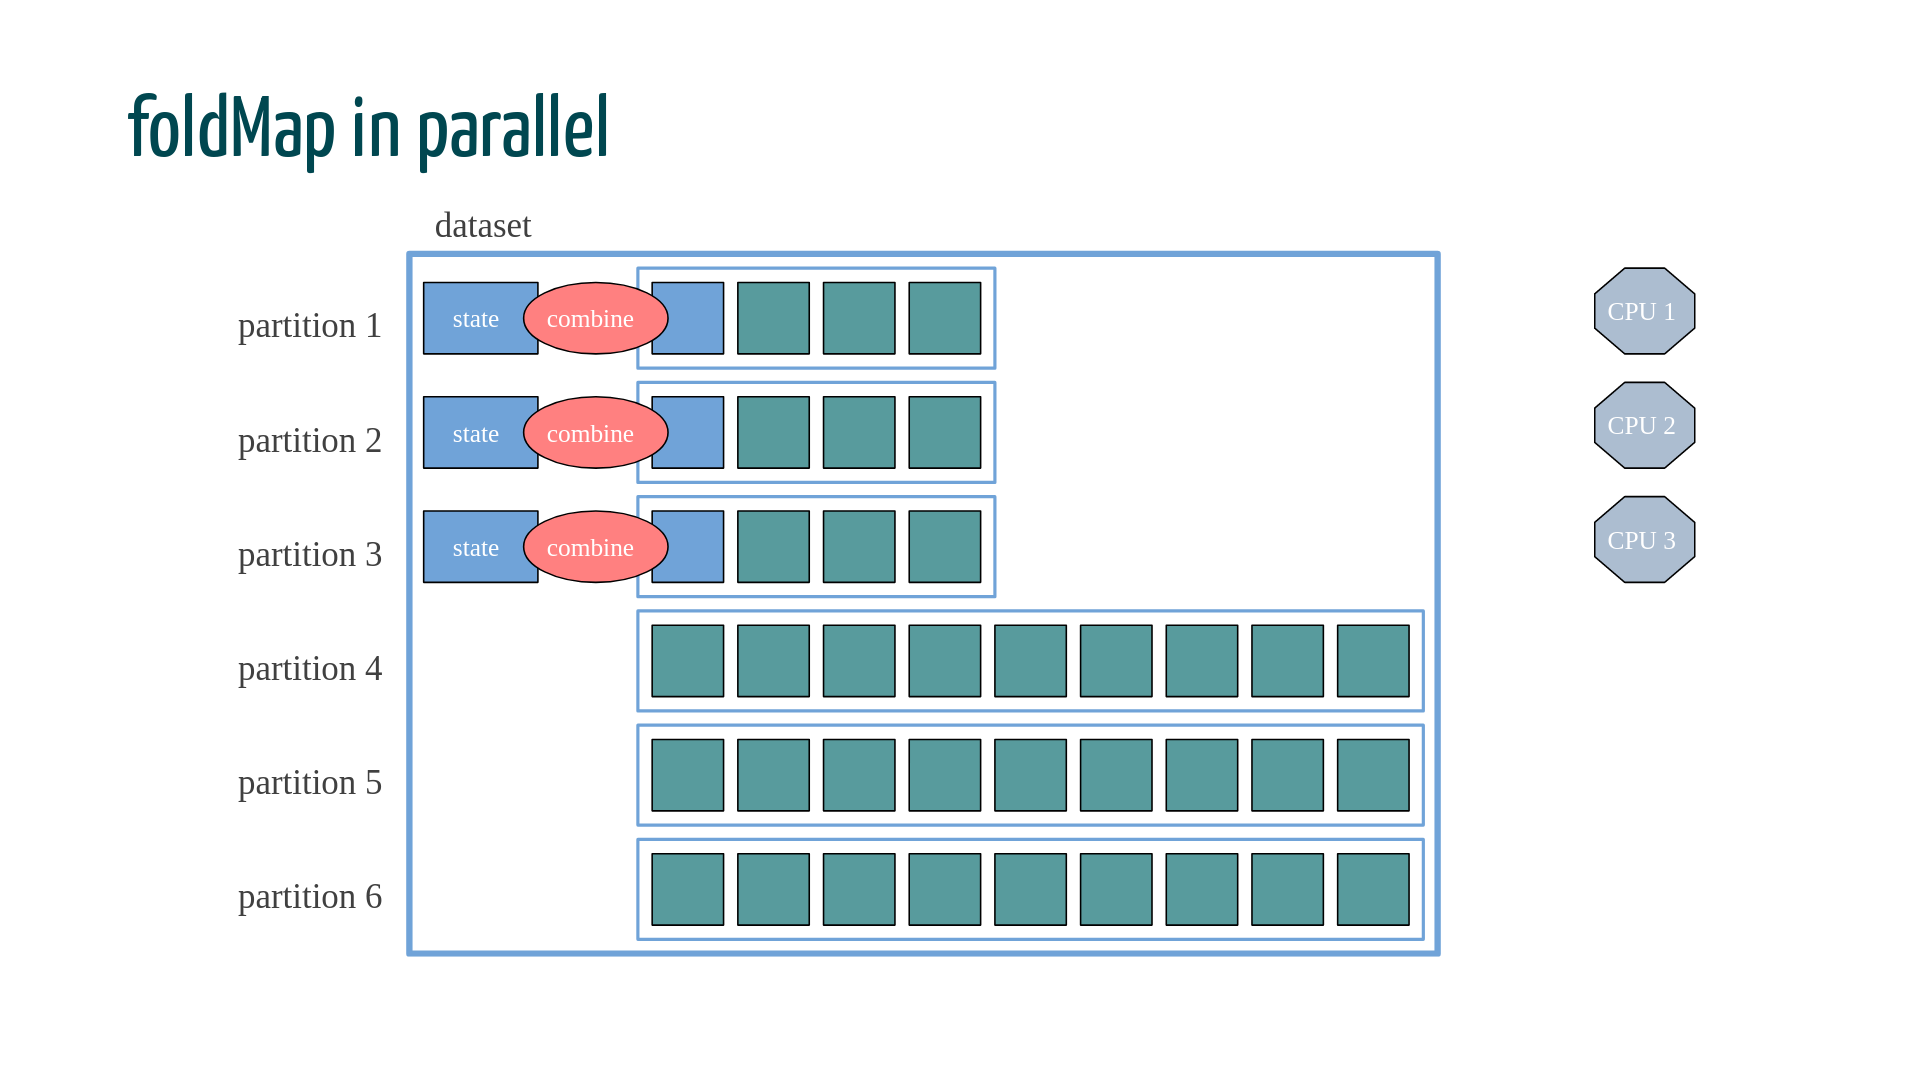 foldMap in parallel
dataset
partition 1 state combine CPU 1
partition 2 state combine CPU 2
partition 3 state combine CPU 3
partition 4
partition 5
partition 6